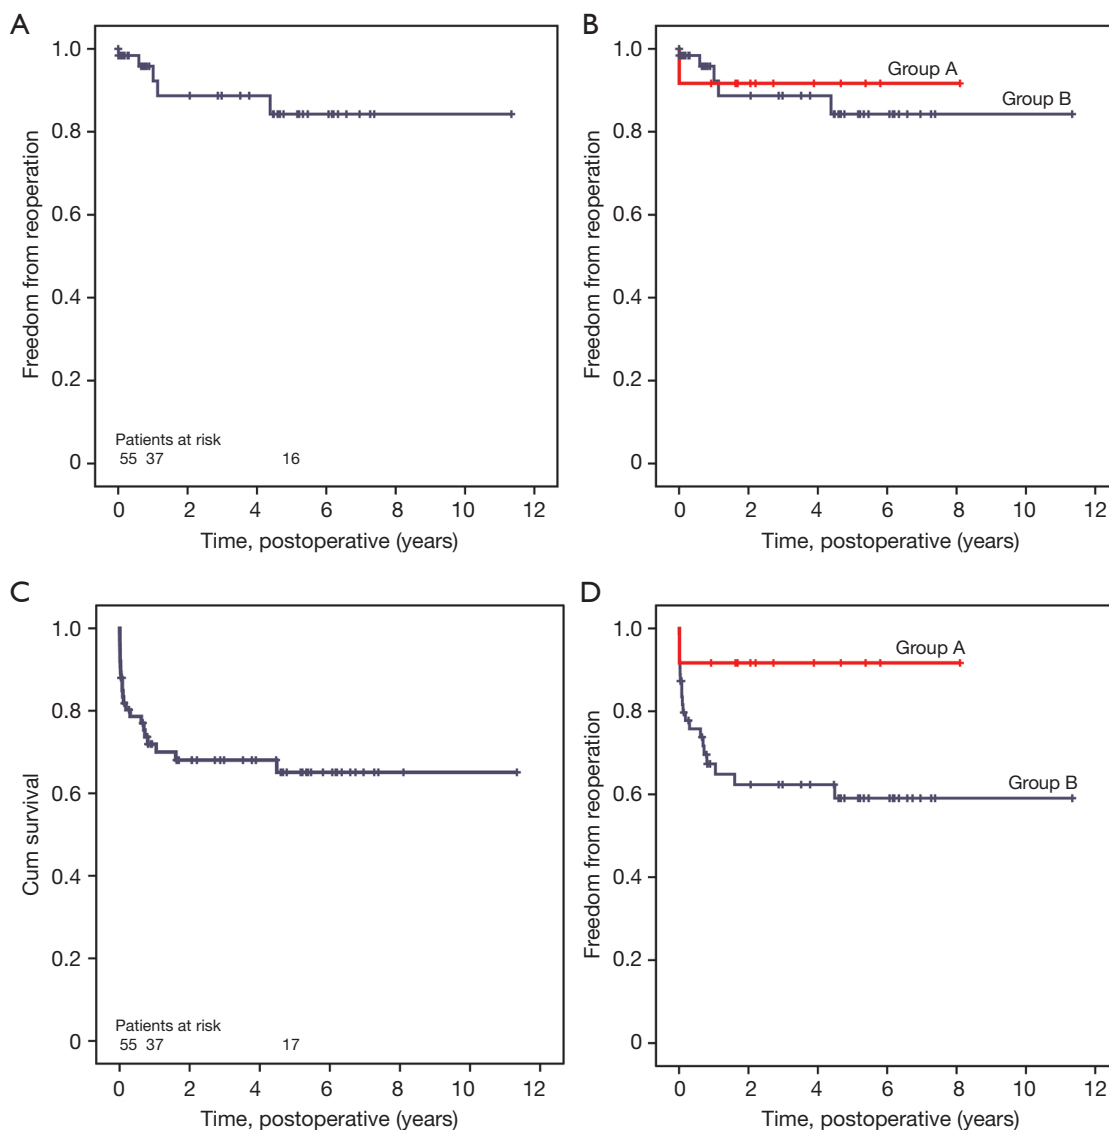 A
1.0
0.8
0.6
0.4
0.2
0
Freedom from reoperation
Patients at risk
55 37 16
0 2 4 6 8 10 12
Time, postoperative (years)
B
1.0
0.8
0.6
0.4
0.2
0
Freedom from reoperation
Group A
Group B
0 2 4 6 8 10 12
Time, postoperative (years)
C
1.0
0.8
0.6
0.4
0.2
0
Cum survival
Patients at risk
55 37 17
0 2 4 6 8 10 12
Time, postoperative (years)
D
1.0
0.8
0.6
0.4
0.2
0
Freedom from reoperation
Group A
Group B
0 2 4 6 8 10 12
Time, postoperative (years)